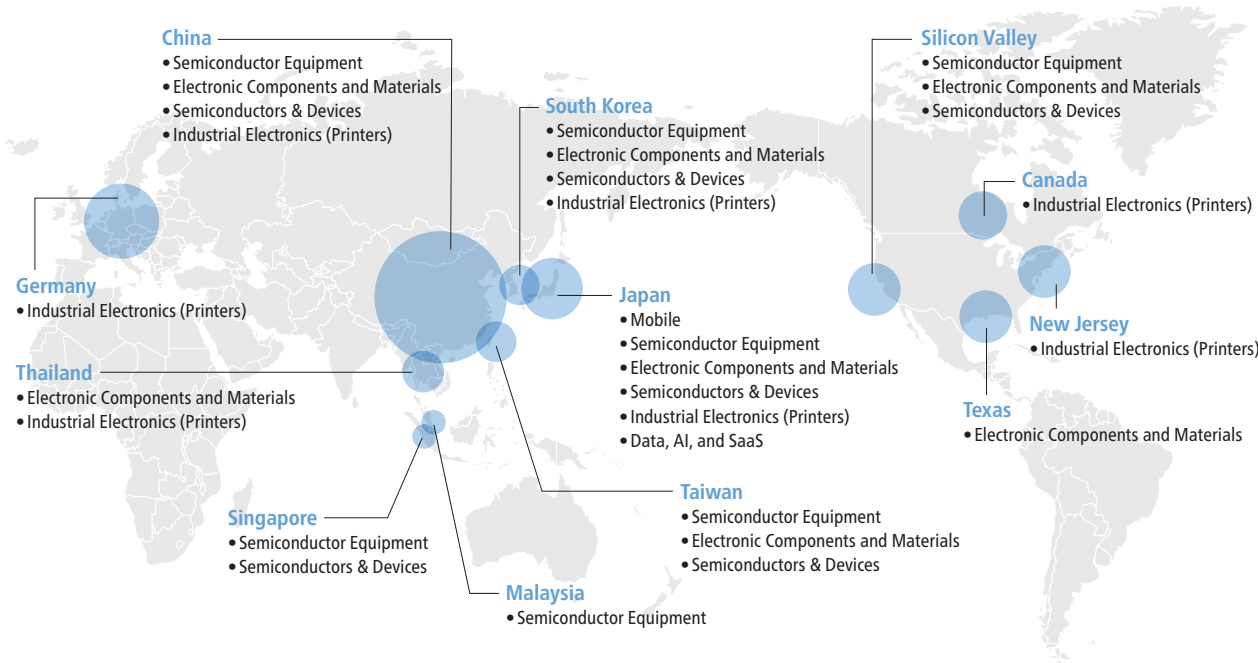 China
• Semiconductor Equipment
• Electronic Components and Materials
• Semiconductors & Devices
• Industrial Electronics (Printers)
South Korea
• Semiconductor Equipment
• Electronic Components and Materials
• Semiconductors & Devices
• Industrial Electronics (Printers)
Silicon Valley
• Semiconductor Equipment
• Electronic Components and Materials
• Semiconductors & Devices
Canada
• Industrial Electronics (Printers)
Germany
• Industrial Electronics (Printers)
Japan
• Mobile
• Semiconductor Equipment
• Electronic Components and Materials
• Semiconductors & Devices
• Industrial Electronics (Printers)
• Data, AI, and SaaS
New Jersey
• Industrial Electronics (Printers)
Thailand
• Electronic Components and Materials
• Industrial Electronics (Printers)
Texas
• Electronic Components and Materials
Taiwan
• Semiconductor Equipment
• Electronic Components and Materials
• Semiconductors & Devices
Singapore
• Semiconductor Equipment
• Semiconductors & Devices
Malaysia
• Semiconductor Equipment